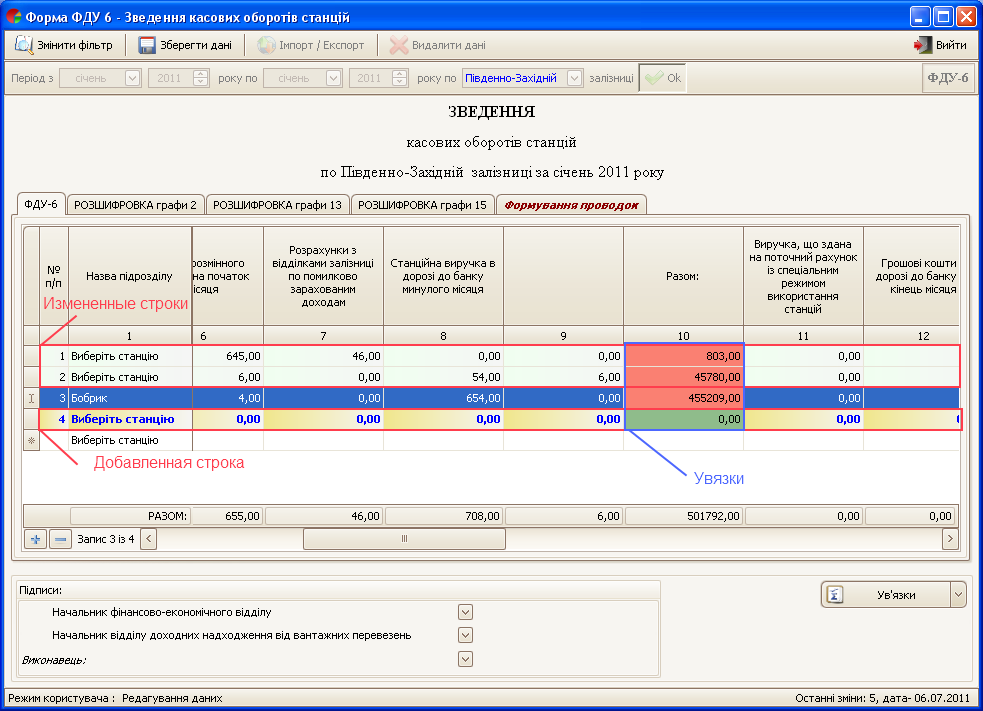 Форма ФДУ 6 - Зведення касових оборотів станцій
Змінити фільтр Зберегти дані Імпорт / Експорт Видалити дані Вийти
Період з січень 2011 року по січень 2011 року по Південно-Західній залізниці Ok ФДУ-6
ЗВЕДЕННЯ
касових оборотів станцій
по Південно-Західній залізниці за січень 2011 року
ФДУ-6 РОЗШИФРОВКА графи 2 РОЗШИФРОВКА графи 13 РОЗШИФРОВКА графи 15 Формування проводок
№
п/п
Назва підрозділу
розмінного
на початок
ісяця
Розрахунки з
відділками залізниці
по помилково
зарахованим
доходам
Станційна виручка в
дорозі до банку
минулого місяця
Разом:
Виручка, що здана
на поточний рахунок
із спеціальним
режимом
використання
станцій
Грошові кошти
дорозі до банку
кінець місяця
Измененные строки
1 6 7 8 9 10 11 12
1 Виберіть станцію 645,00 46,00 0,00 0,00 803,00 0,00
2 Виберіть станцію 6,00 0,00 54,00 6,00 45780,00 0,00
3 Бобрик 4,00 0,00 654,00 0,00 455209,00 0,00
4 Виберіть станцію 0,00 0,00 0,00 0,00 0,00 0,00
Виберіть станцію
Добавленная строка
Увязки
РАЗОМ: 655,00 46,00 708,00 6,00 501792,00 0,00 0,00
Запис 3 із 4
Підписи:
Начальник фінансово-економічного відділу
Начальник відділу доходних надходження від вантажних перевезень
Виконавець:
Ув'язки
Режим користувача : Редагування даних Останні зміни: 5, дата- 06.07.2011